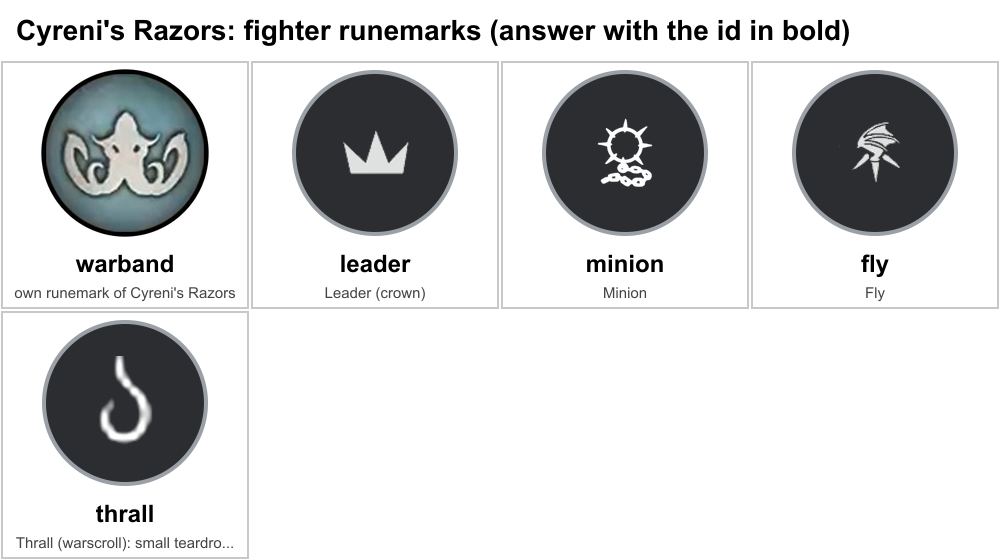 Cyreni's Razors: fighter runemarks (answer with the id in bold)
warband
own runemark of Cyreni's Razors
leader
Leader (crown)
minion
Minion
fly
Fly
thrall
Thrall (warscroll): small teardro...